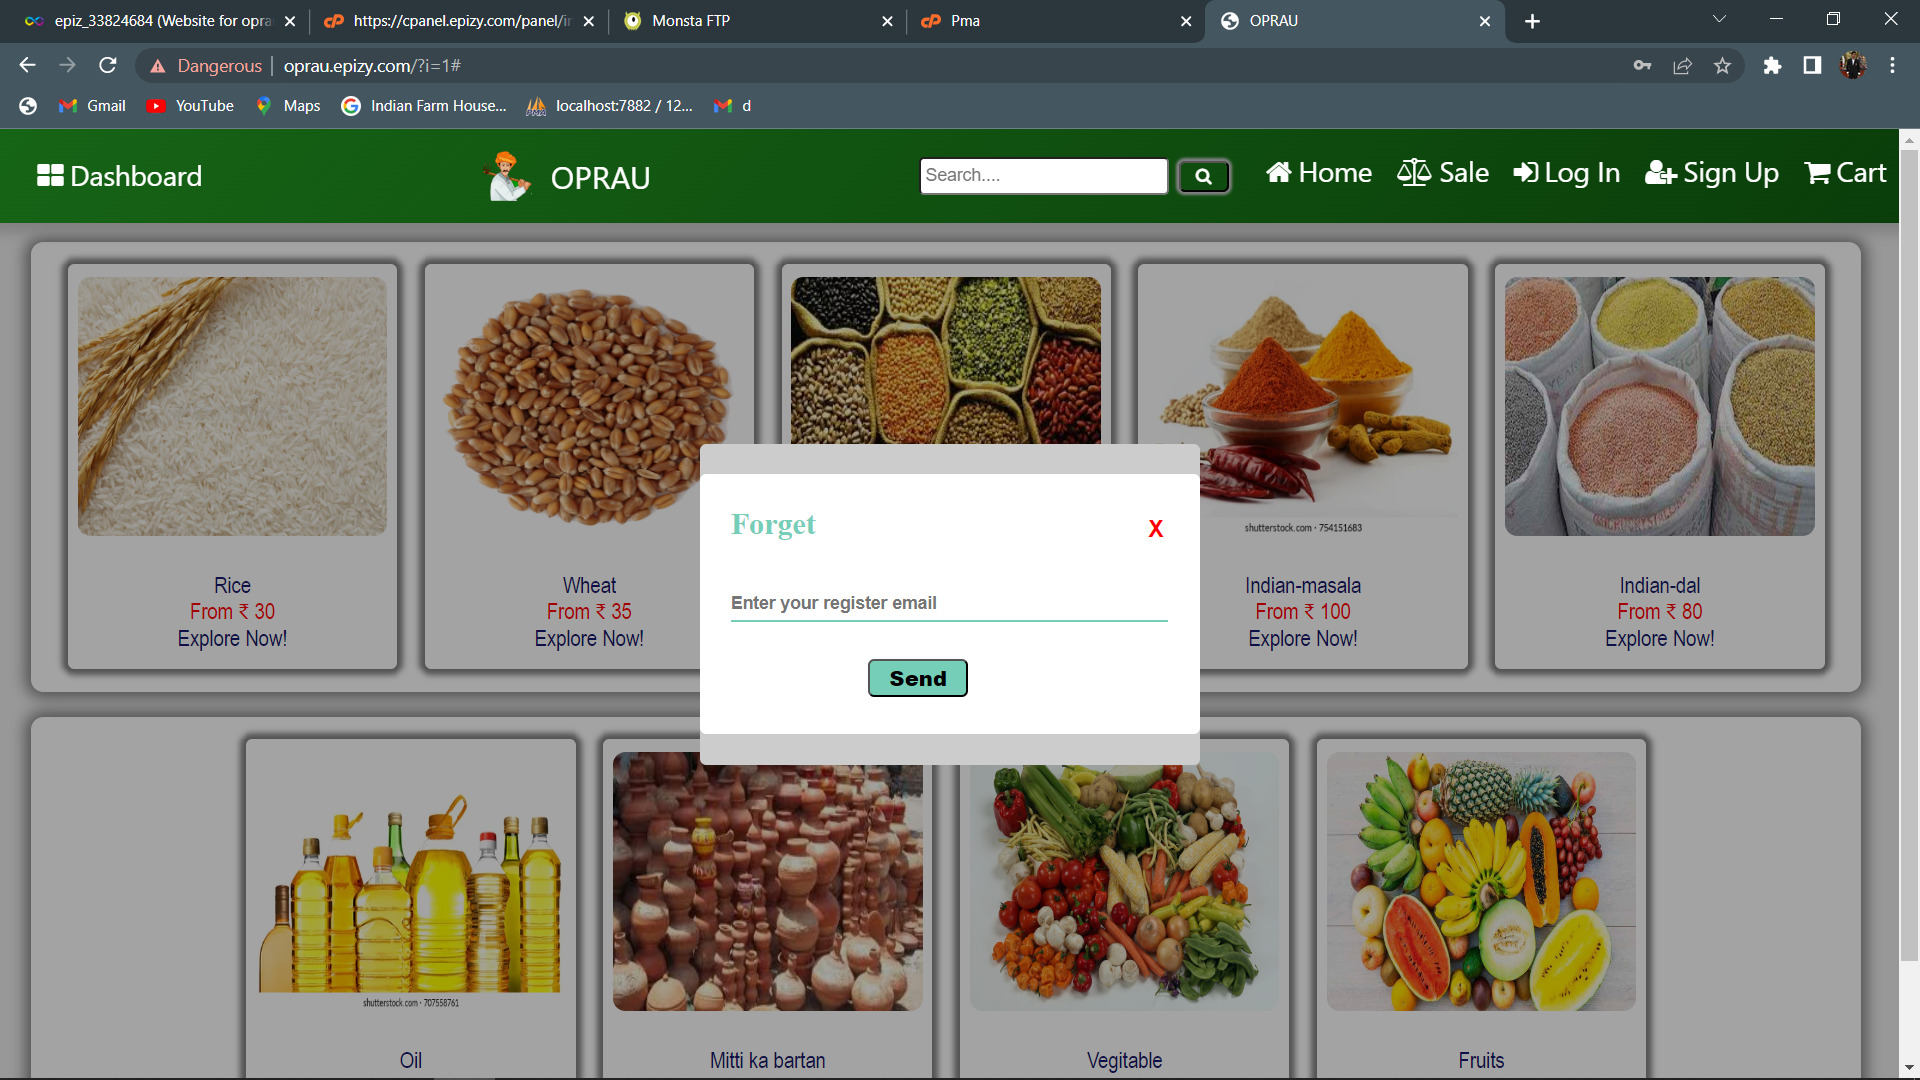 epiz_33824684 (Website for opra
https://cpanel.epizy.com/panel/in
Monsta FTP
Pma
OPRAU
Dangerous
oprau.epizy.com/?i=1#
Gmail
YouTube
Maps
Indian Farm House...
localhost:7882 / 12...
d
Dashboard
OPRAU
Search....
Home
Sale
Log In
Sign Up
Cart
shutterstock.com · 754151683
Forget
X
Enter your register email
Send
Rice
From ₹ 30
Explore Now!
Wheat
From ₹ 35
Explore Now!
Indian-masala
From ₹ 100
Explore Now!
Indian-dal
From ₹ 80
Explore Now!
shutterstock.com · 707558761
Oil
Mitti ka bartan
Vegitable
Fruits